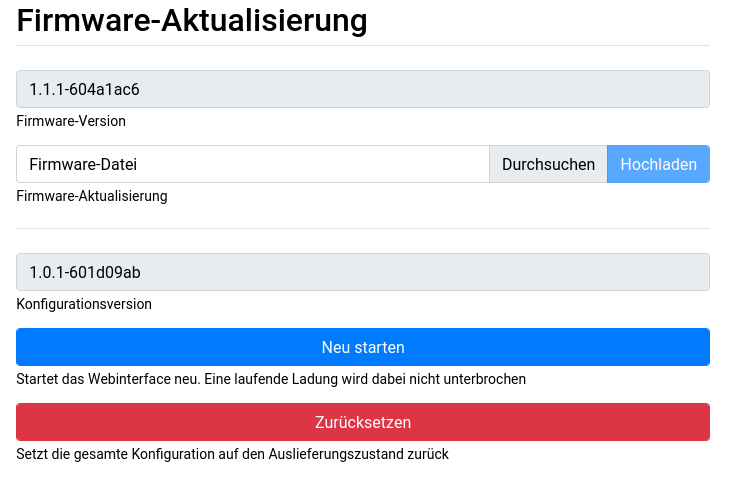 Firmware-Aktualisierung
1.1.1-604a1ac6
Firmware-Version
Firmware-Datei Durchsuchen Hochladen
Firmware-Aktualisierung
1.0.1-601d09ab
Konfigurationsversion
Neu starten
Startet das Webinterface neu. Eine laufende Ladung wird dabei nicht unterbrochen
Zurücksetzen
Setzt die gesamte Konfiguration auf den Auslieferungszustand zurück